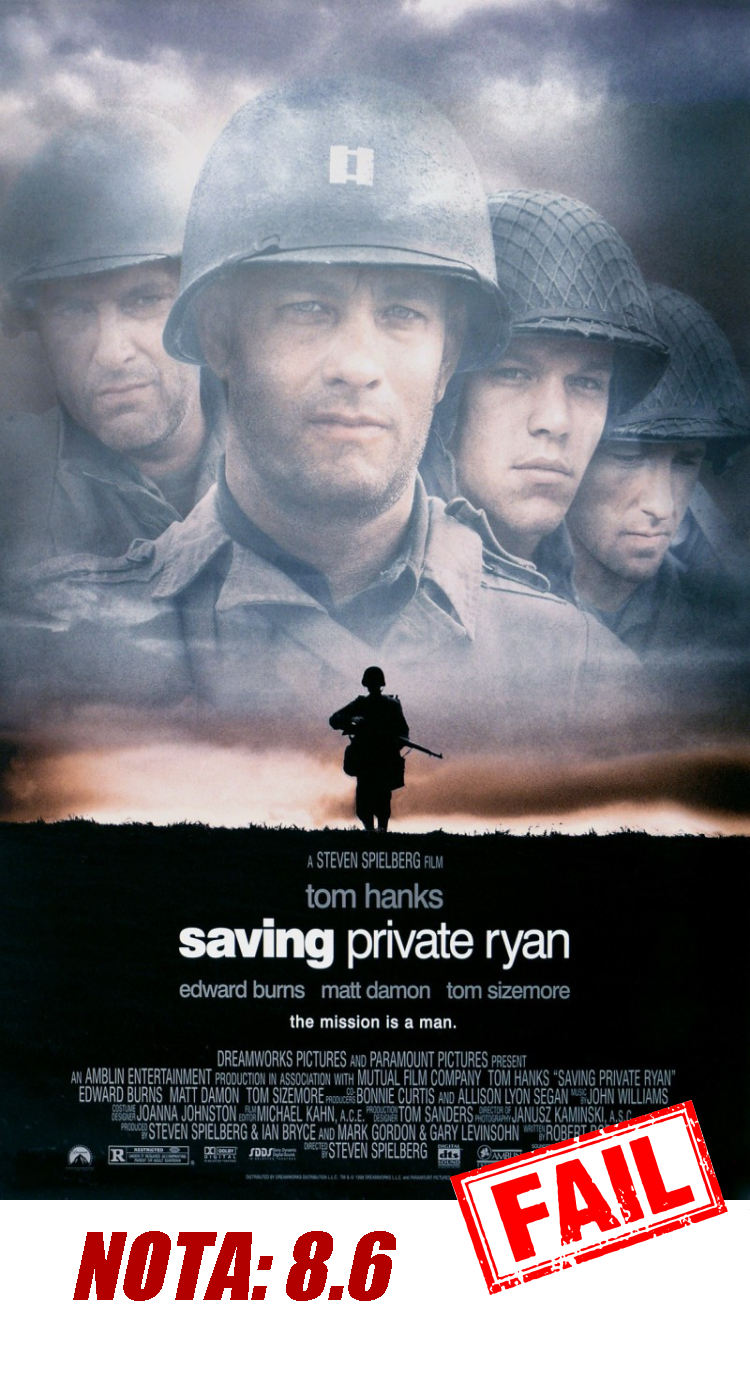 A STEVEN SPIELBERG FILM
tom hanks
saving private ryan
edward burns matt damon tom sizemore
the mission is a man.
DREAMWORKS PICTURES AND PARAMOUNT PICTURES PRESENT
AN AMBLIN ENTERTAINMENT PRODUCTION IN ASSOCIATION WITH MUTUAL FILM COMPANY TOM HANKS "SAVING PRIVATE RYAN"
EDWARD BURNS MATT DAMON TOM SIZEMORE CO-PRODUCERS BONNIE CURTIS AND ALLISON LYON SEGAN MUSIC BY JOHN WILLIAMS
COSTUME DESIGNER JOANNA JOHNSTON FILM EDITOR MICHAEL KAHN, A.C.E. PRODUCTION DESIGNER TOM SANDERS DIRECTOR OF PHOTOGRAPHY JANUSZ KAMINSKI, A.S.C.
PRODUCED BY STEVEN SPIELBERG & IAN BRYCE AND MARK GORDON & GARY LEVINSOHN WRITTEN BY ROBERT
DIRECTED BY STEVEN SPIELBERG
R RESTRICTED
DOLBY DIGITAL
SDDS
dts
FAIL
NOTA: 8.6